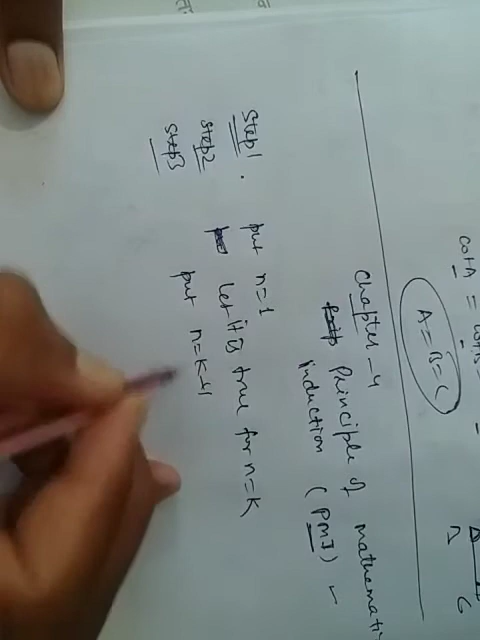 cotA =
A = B = C
Chapter-4
Principle of mathemati
induction (PMI) -
Step1. put n=1
Step2 let it is true for n=k
Step3 put n=k+1